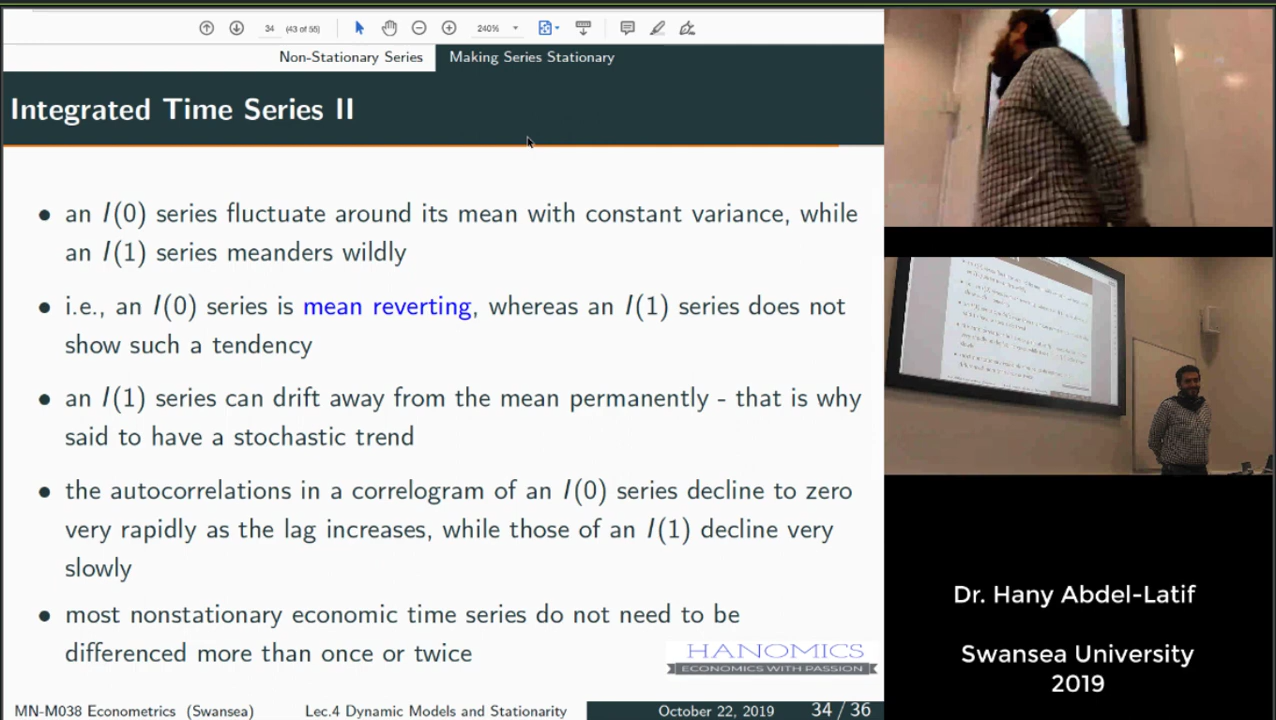 34 (43 of 55) 240%
Non-Stationary Series Making Series Stationary
Integrated Time Series II
• an I(0) series fluctuate around its mean with constant variance, while
an I(1) series meanders wildly
• i.e., an I(0) series is mean reverting, whereas an I(1) series does not
show such a tendency
• an I(1) series can drift away from the mean permanently - that is why
said to have a stochastic trend
• the autocorrelations in a correlogram of an I(0) series decline to zero
very rapidly as the lag increases, while those of an I(1) decline very
slowly
• most nonstationary economic time series do not need to be
differenced more than once or twice
HANOMICS
ECONOMICS WITH PASSION
MN-M038 Econometrics (Swansea) Lec.4 Dynamic Models and Stationarity October 22, 2019 34 / 36
Dr. Hany Abdel-Latif
Swansea University
2019